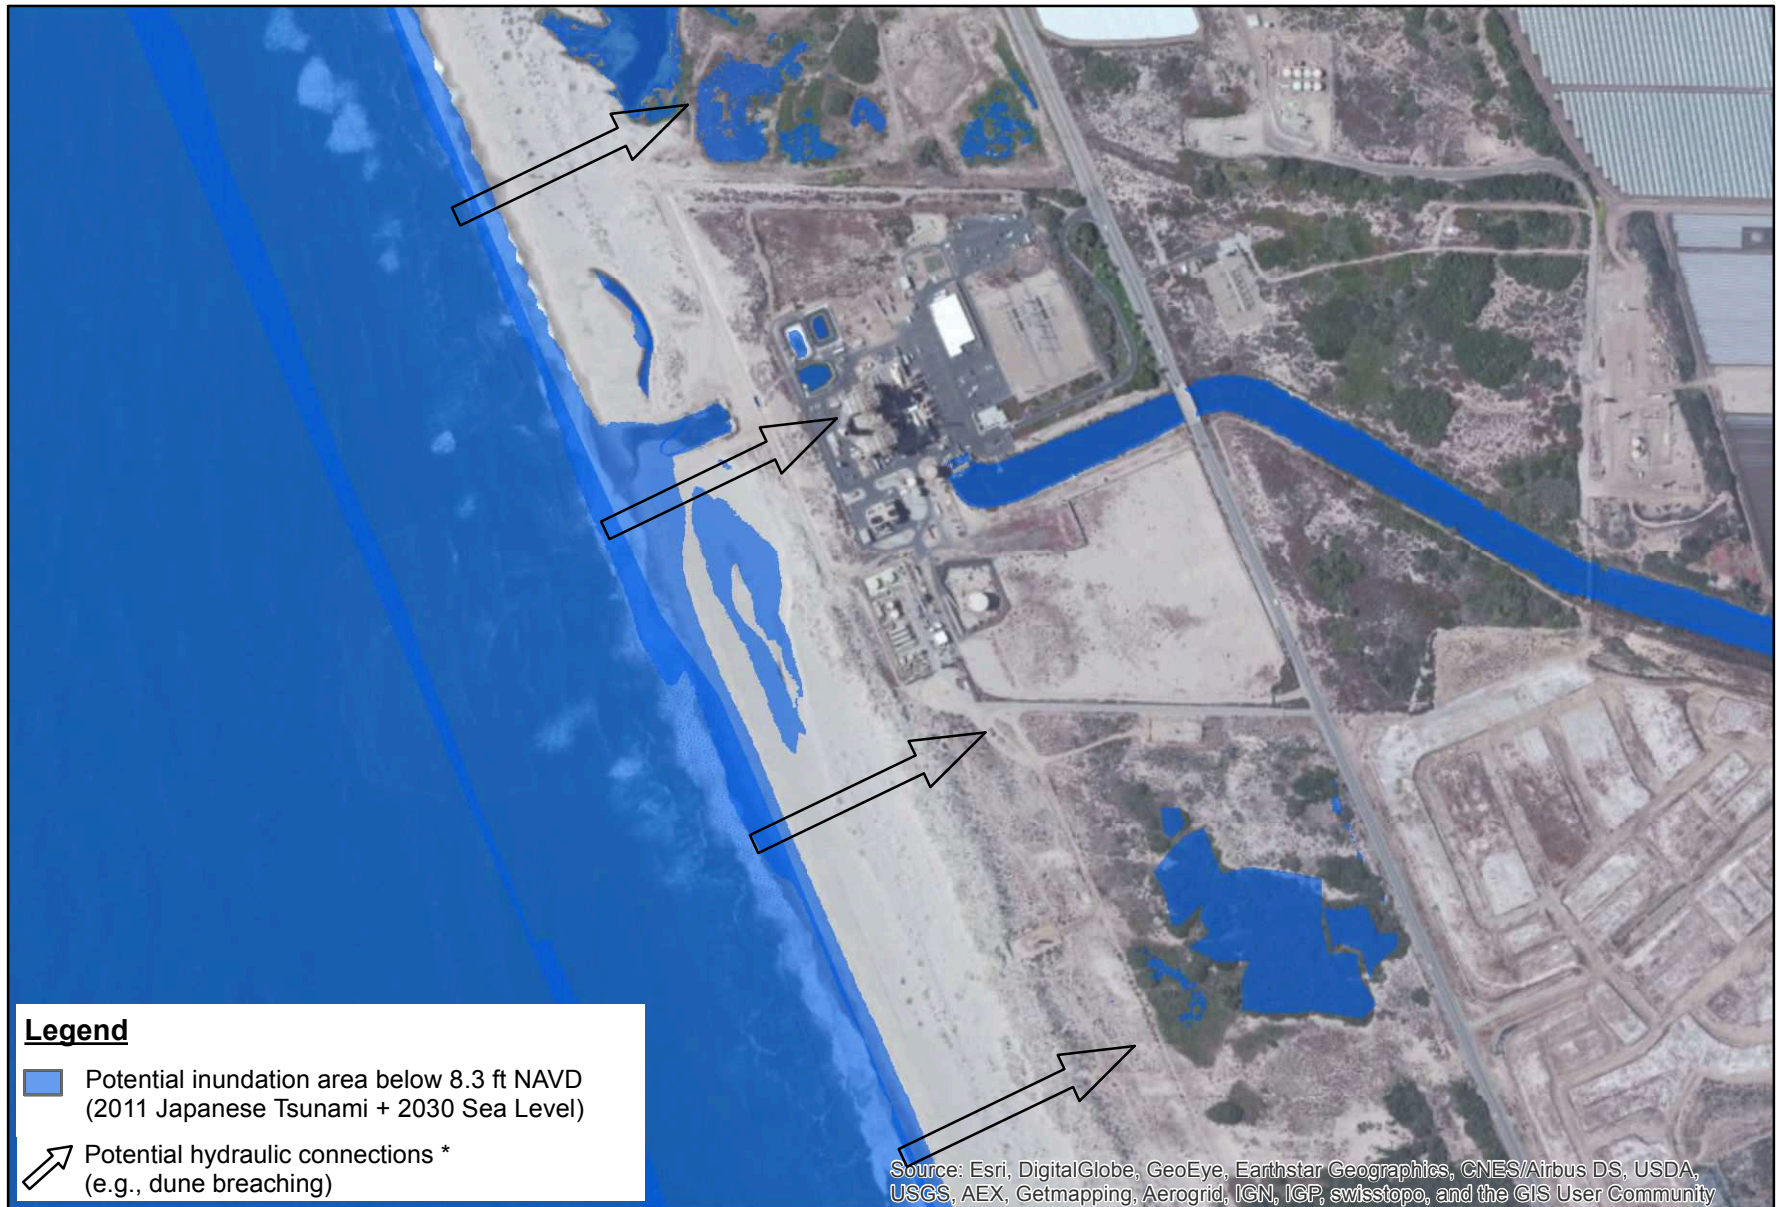 Legend
Potential inundation area below 8.3 ft NAVD
(2011 Japanese Tsunami + 2030 Sea Level)
Potential hydraulic connections *
(e.g., dune breaching)
Source: Esri, DigitalGlobe, GeoEye, Earthstar Geographics, CNES/Airbus DS, USDA,
USGS, AEX, Getmapping, Aerogrid, IGN, IGP, swisstopo, and the GIS User Community